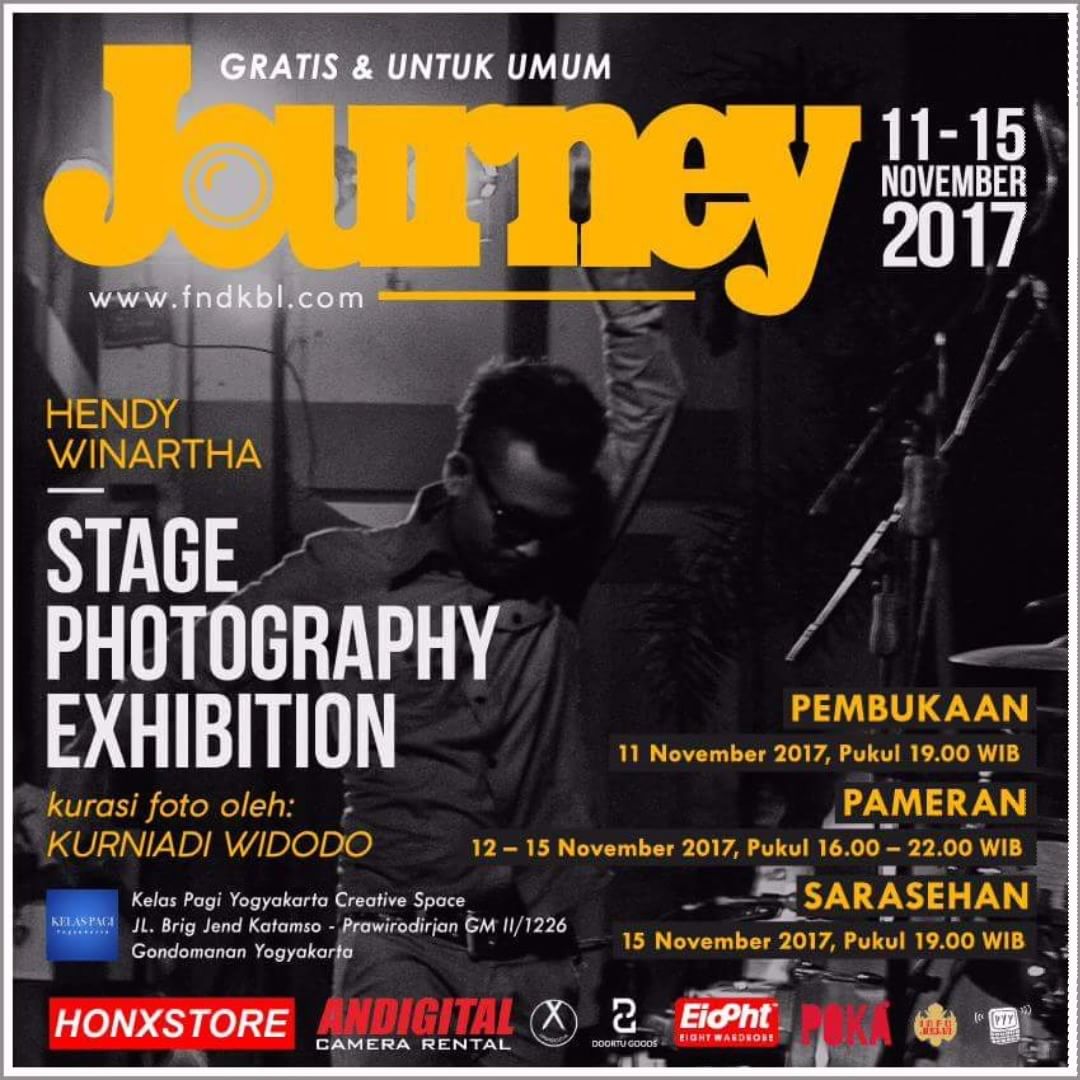 GRATIS & UNTUK UMUM
Journey
11-15
NOVEMBER
2017
www.fndkbl.com
HENDY
WINARTHA
STAGE
PHOTOGRAPHY
EXHIBITION
kurasi foto oleh:
KURNIADI WIDODO
PEMBUKAAN
11 November 2017, Pukul 19.00 WIB
PAMERAN
12 – 15 November 2017, Pukul 16.00 – 22.00 WIB
SARASEHAN
15 November 2017, Pukul 19.00 WIB
KELAS PAGI
Yogyakarta
Kelas Pagi Yogyakarta Creative Space
JL. Brig Jend Katamso - Prawirodirjan GM II/1226
Gondomanan Yogyakarta
HONXSTORE
ANDIGITAL
CAMERA RENTAL
X
DOORTU GOODS
EIGHT WARDROBE
POKA
YYY